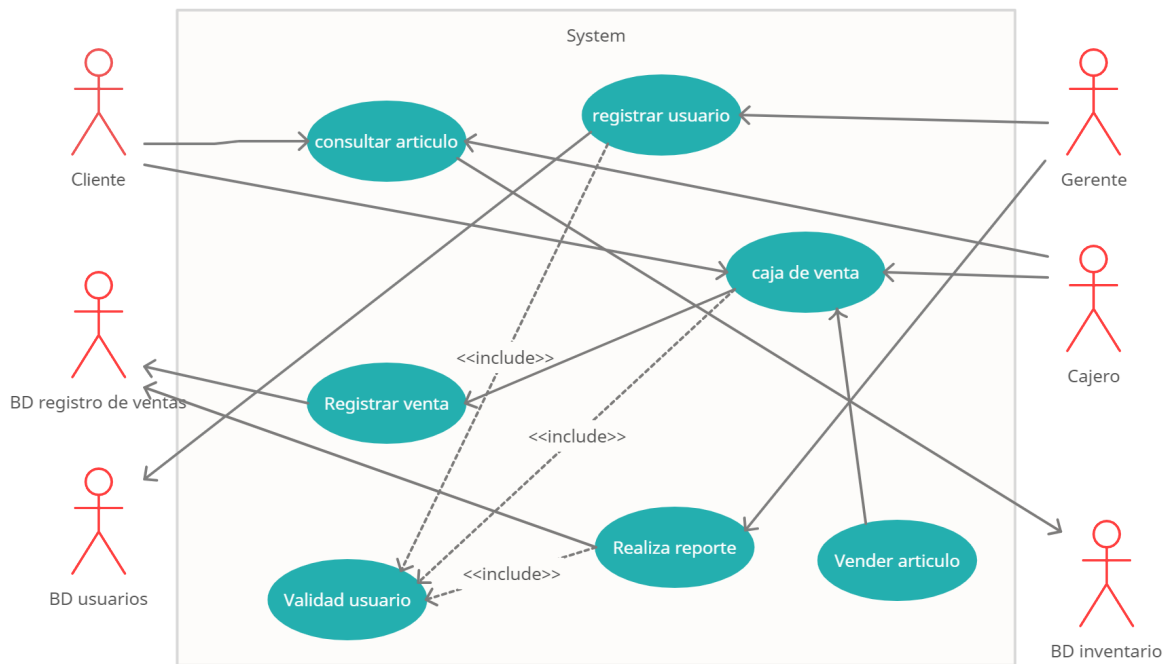 System
registrar usuario
consultar articulo
Cliente
Gerente
caja de venta
<<include>>
Cajero
BD registro de ventas
Registrar venta
<<include>>
Realiza reporte
Vender articulo
<<include>>
Validad usuario
BD usuarios
BD inventario